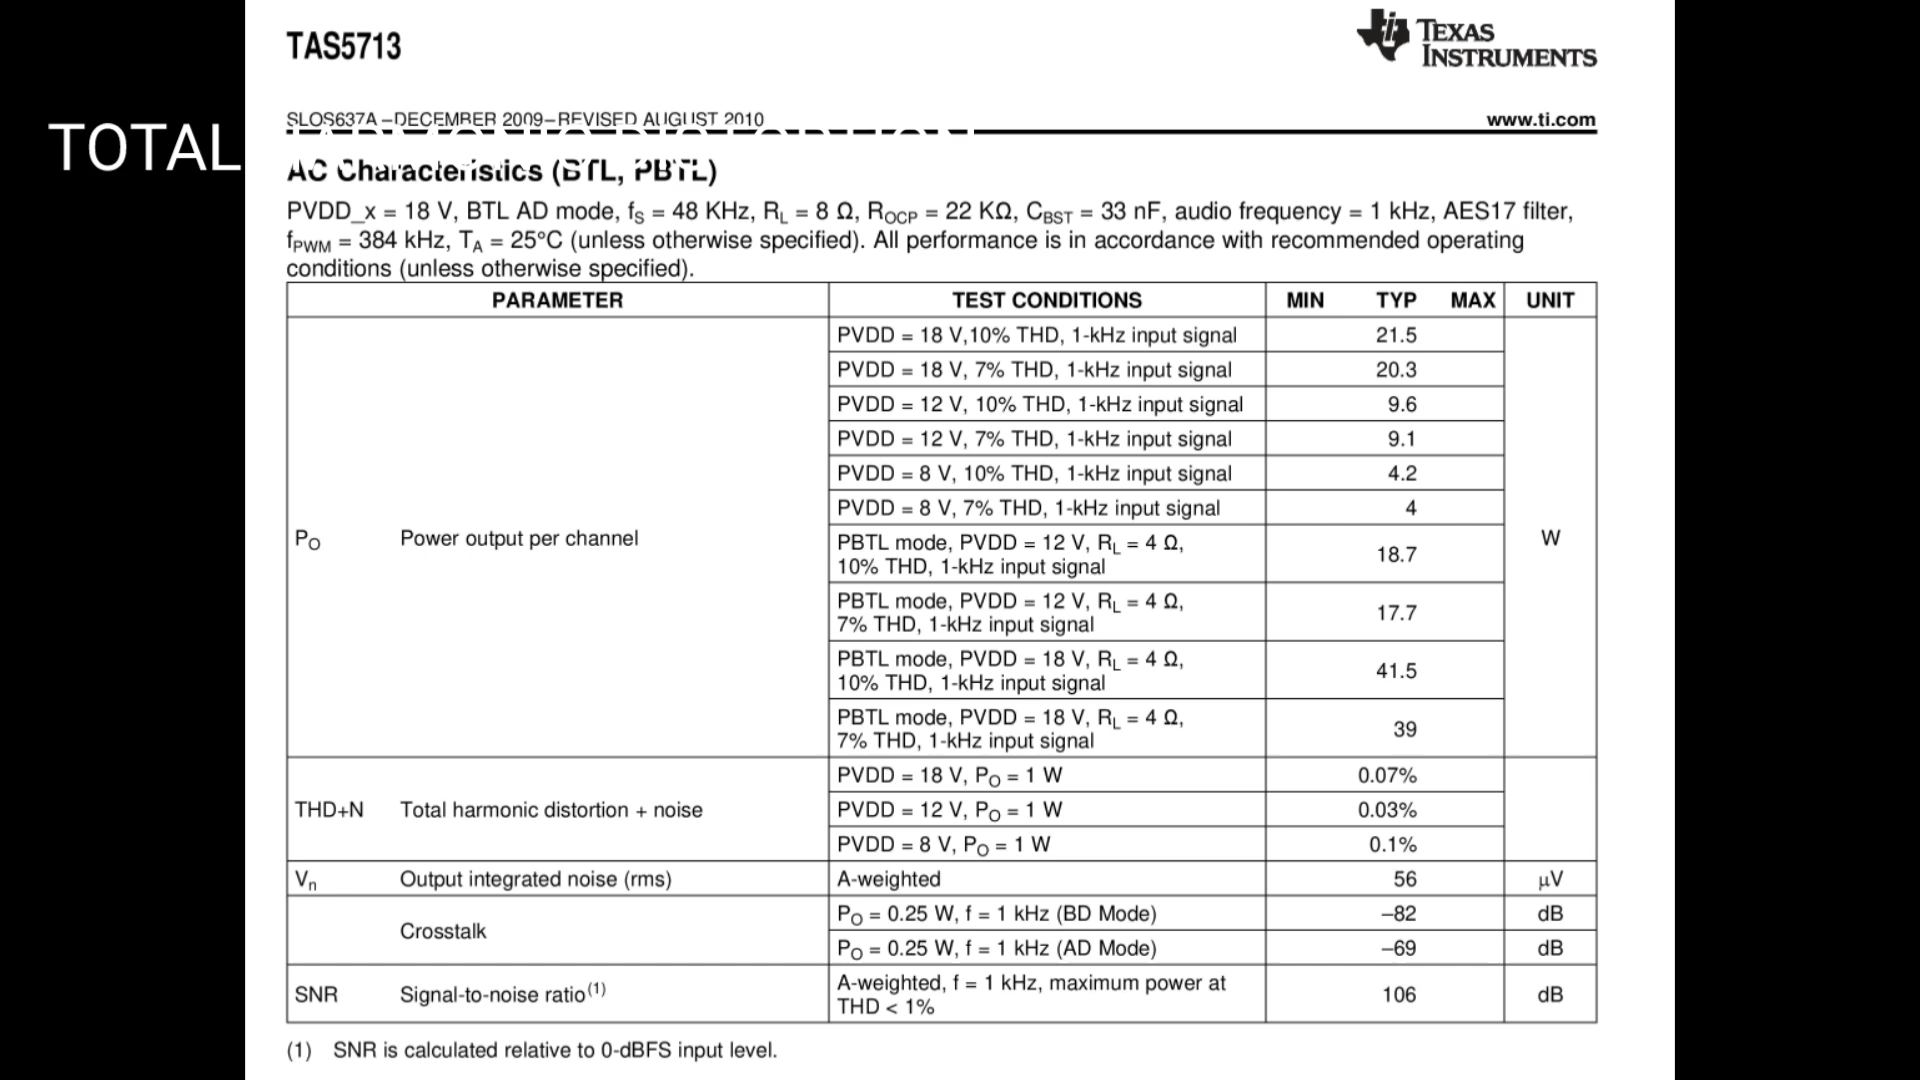 TAS5713
TEXAS
INSTRUMENTS
SLOS637A – DECEMBER 2009 – REVISED AUGUST 2010
www.ti.com
TOTAL HARMONIC DISTORTION
AC Characteristics (BTL, PBTL)
PVDD_x = 18 V, BTL AD mode, fS = 48 KHz, RL = 8 Ω, ROCP = 22 KΩ, CBST = 33 nF, audio frequency = 1 kHz, AES17 filter,
fPWM = 384 kHz, TA = 25°C (unless otherwise specified). All performance is in accordance with recommended operating
conditions (unless otherwise specified).
PARAMETER TEST CONDITIONS MIN TYP MAX UNIT
PVDD = 18 V,10% THD, 1-kHz input signal 21.5
PVDD = 18 V, 7% THD, 1-kHz input signal 20.3
PVDD = 12 V, 10% THD, 1-kHz input signal 9.6
PVDD = 12 V, 7% THD, 1-kHz input signal 9.1
PVDD = 8 V, 10% THD, 1-kHz input signal 4.2
PVDD = 8 V, 7% THD, 1-kHz input signal 4
PO Power output per channel W
PBTL mode, PVDD = 12 V, RL = 4 Ω,
10% THD, 1-kHz input signal 18.7
PBTL mode, PVDD = 12 V, RL = 4 Ω,
7% THD, 1-kHz input signal 17.7
PBTL mode, PVDD = 18 V, RL = 4 Ω,
10% THD, 1-kHz input signal 41.5
PBTL mode, PVDD = 18 V, RL = 4 Ω,
7% THD, 1-kHz input signal 39
PVDD = 18 V, PO = 1 W 0.07%
THD+N Total harmonic distortion + noise PVDD = 12 V, PO = 1 W 0.03%
PVDD = 8 V, PO = 1 W 0.1%
Vn Output integrated noise (rms) A-weighted 56 µV
Crosstalk
PO = 0.25 W, f = 1 kHz (BD Mode) –82 dB
PO = 0.25 W, f = 1 kHz (AD Mode) –69 dB
SNR Signal-to-noise ratio(1) A-weighted, f = 1 kHz, maximum power at
THD < 1% 106 dB
(1) SNR is calculated relative to 0-dBFS input level.